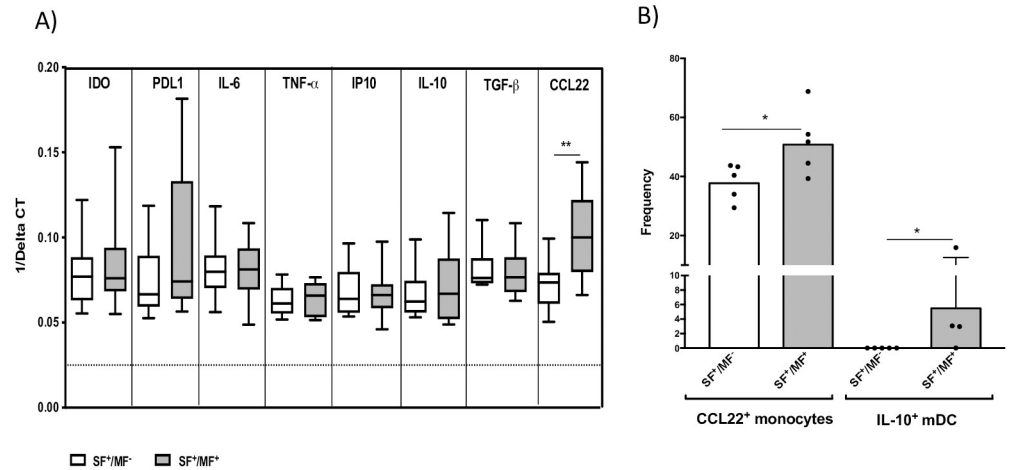 A)
0.20
0.15
0.10
0.05
0.00
1/Delta CT
IDO PDL1 IL-6 TNF-α IP10 IL-10 TGF-β CCL22
**
SF⁺/MF⁻ SF⁺/MF⁺
B)
80
60
40
20
10
8
6
4
2
0
Frequency
*
*
SF⁺/MF⁻ SF⁺/MF⁺ SF⁺/MF⁻ SF⁺/MF⁺
CCL22⁺ monocytes IL-10⁺ mDC